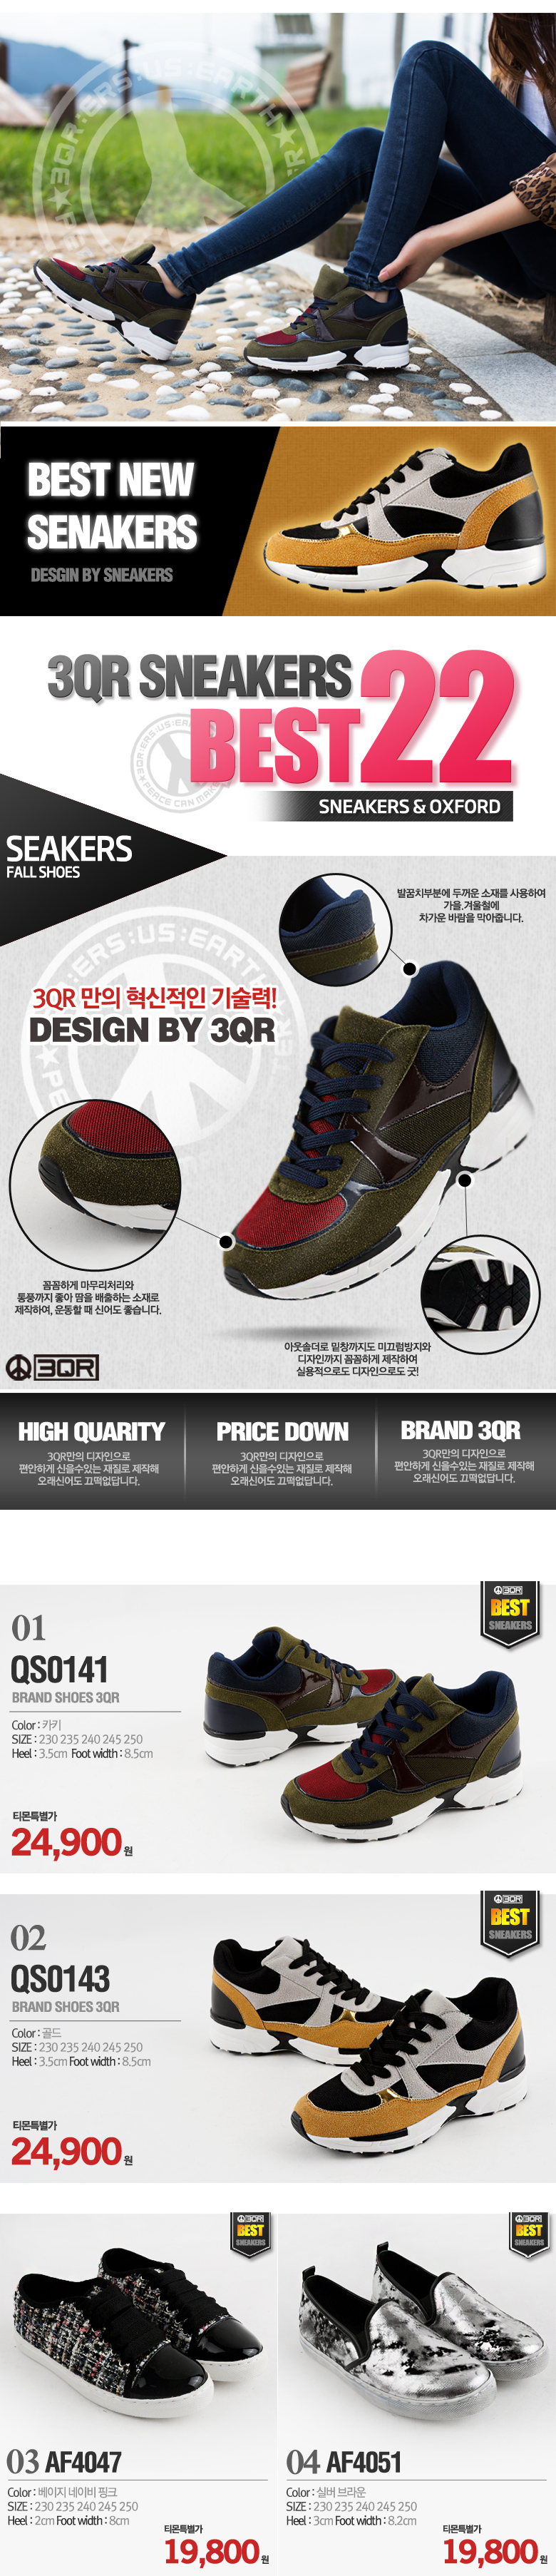 3QR:ERS:US:EARTH
BEST NEW
SENAKERS
DESGIN BY SNEAKERS
3QR SNEAKERS
BEST 22
SNEAKERS & OXFORD
SEAKERS
FALL SHOES
발꿈치부분에 두꺼운 소재를 사용하여
가을.겨울철에
차가운 바람을 막아줍니다.
3QR 만의 혁신적인 기술력!
DESIGN BY 3QR
꼼꼼하게 마무리처리와
통풍까지 좋아 땀을 배출하는 소재로
제작하여, 운동할 때 신어도 좋습니다.
아웃솔더로 밑창까지도 미끄럼방지와
디자인까지 꼼꼼하게 제작하여
실용적으로도 디자인으로도 굿!
3QR
HIGH QUARITY
3QR만의 디자인으로
편안하게 신을수있는 재질로 제작해
오래신어도 끄떡없답니다.
PRICE DOWN
3QR만의 디자인으로
편안하게 신을수있는 재질로 제작해
오래신어도 끄떡없답니다.
BRAND 3QR
3QR만의 디자인으로
편안하게 신을수있는 재질로 제작해
오래신어도 끄떡없답니다.
3QR
BEST
SNEAKERS
01
QS0141
BRAND SHOES 3QR
Color : 카키
SIZE : 230 235 240 245 250
Heel : 3.5cm Foot width : 8.5cm
티몬특별가
24,900원
3QR
BEST
SNEAKERS
02
QS0143
BRAND SHOES 3QR
Color : 골드
SIZE : 230 235 240 245 250
Heel : 3.5cm Foot width : 8.5cm
티몬특별가
24,900원
3QR
BEST
SNEAKERS
03 AF4047
Color : 베이지 네이비 핑크
SIZE : 230 235 240 245 250
Heel : 2cm Foot width : 8cm
티몬특별가
19,800원
3QR
BEST
SNEAKERS
04 AF4051
Color : 실버 브라운
SIZE : 230 235 240 245 250
Heel : 3cm Foot width : 8.2cm
티몬특별가
19,800원